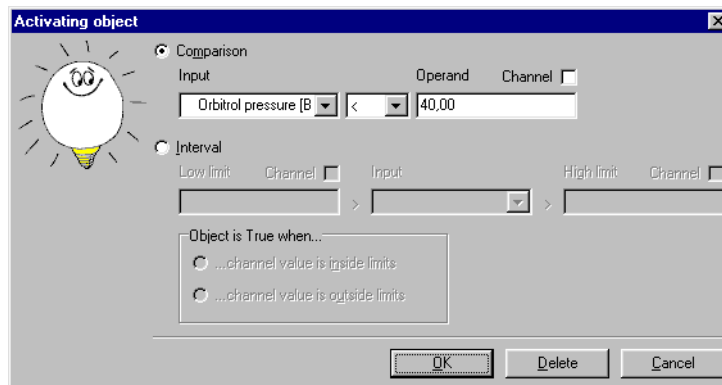 Activating object
Comparison
Input Operand Channel
Orbitrol pressure [B < 40,00
Interval
Low limit Channel Input High limit Channel
> >
Object is True when...
...channel value is inside limits
...channel value is outside limits
OK Delete Cancel